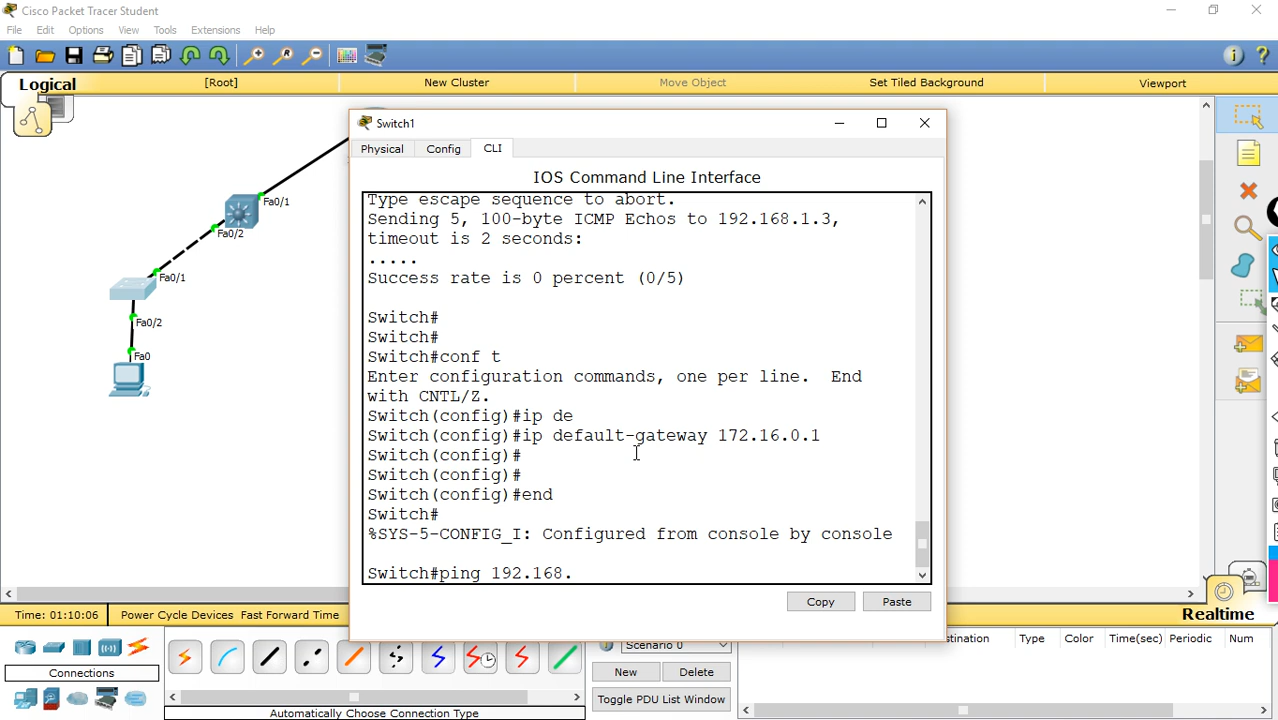 Cisco Packet Tracer Student
File Edit Options View Tools Extensions Help
Logical [Root] New Cluster Move Object Set Tiled Background Viewport
Fa0/1
Fa0/2
Fa0/1
Fa0/2
Fa0
Switch1
Physical Config CLI
IOS Command Line Interface
Type escape sequence to abort.
Sending 5, 100-byte ICMP Echos to 192.168.1.3,
timeout is 2 seconds:
.....
Success rate is 0 percent (0/5)
Switch#
Switch#
Switch#conf t
Enter configuration commands, one per line.  End
with CNTL/Z.
Switch(config)#ip de
Switch(config)#ip default-gateway 172.16.0.1
Switch(config)#
Switch(config)#
Switch(config)#end
Switch#
%SYS-5-CONFIG_I: Configured from console by console
Switch#ping 192.168.
Copy Paste
Time: 01:10:06 Power Cycle Devices Fast Forward Time
Realtime
Scenario 0
New Delete
Toggle PDU List Window
Type Color Time(sec) Periodic Num
Connections
Automatically Choose Connection Type